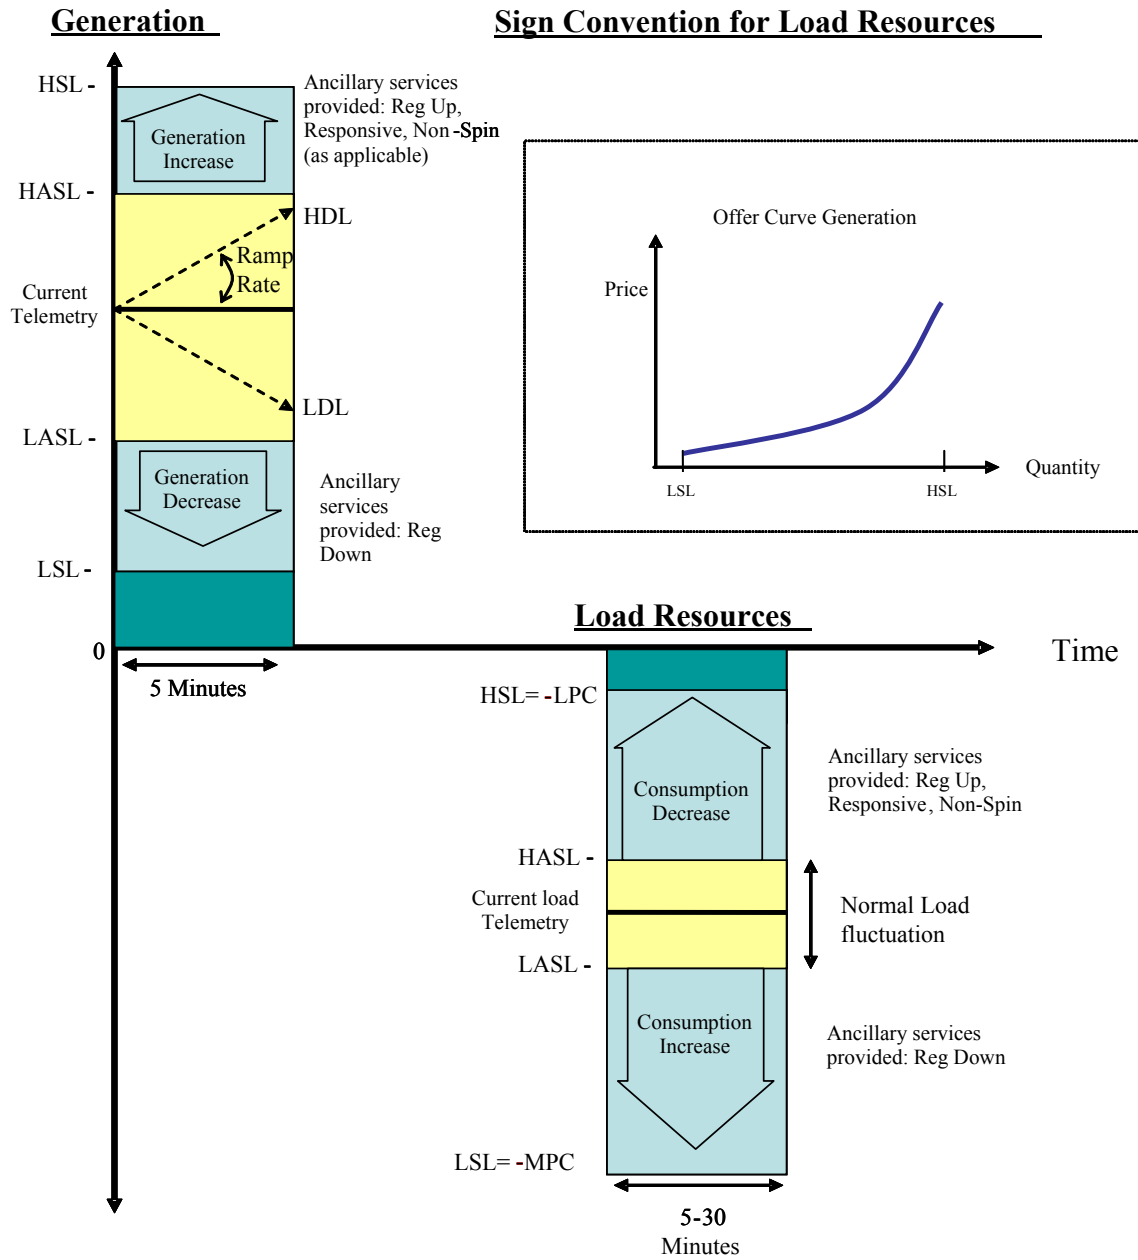 Generation
Sign Convention for Load Resources
HSL -
Ancillary services
provided: Reg Up,
Responsive, Non -Spin
(as applicable)
Generation
Increase
HASL -
HDL
Ramp
Rate
Current
Telemetry
LDL
LASL -
Generation
Decrease
Ancillary
services
provided: Reg
Down
LSL -
0
5 Minutes
Offer Curve Generation
Price
LSL
HSL
Quantity
Load Resources
Time
HSL= -LPC
Consumption
Decrease
Ancillary services
provided: Reg Up,
Responsive, Non-Spin
HASL -
Current load
Telemetry
Normal Load
fluctuation
LASL -
Consumption
Increase
Ancillary services
provided: Reg Down
LSL= -MPC
5-30
Minutes